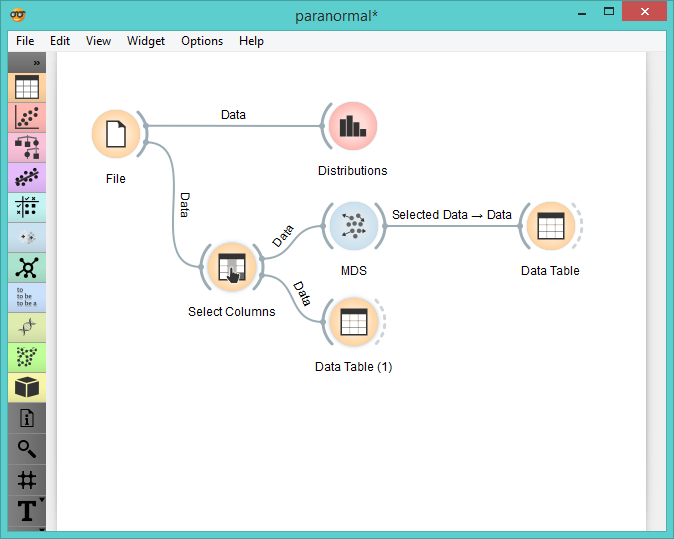 paranormal*
File Edit View Widget Options Help
»
Data
File
Distributions
Data
Data
Selected Data → Data
MDS
Data Table
Select Columns
Data
Data Table (1)
to
to be
to be a
T